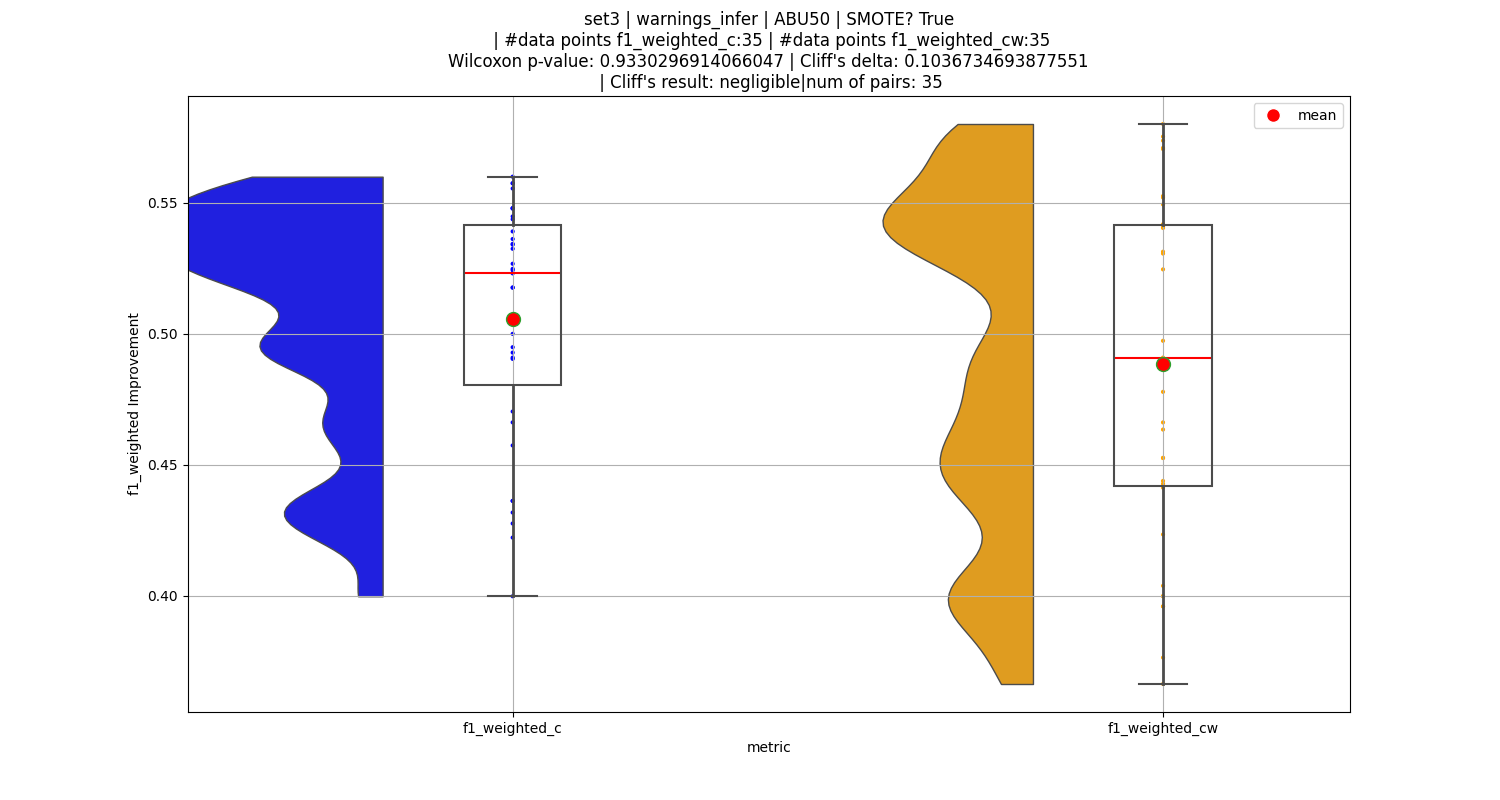 set3 | warnings_infer | ABU50 | SMOTE? True
| #data points f1_weighted_c:35 | #data points f1_weighted_cw:35
Wilcoxon p-value: 0.9330296914066047 | Cliff's delta: 0.1036734693877551
| Cliff's result: negligible|num of pairs: 35
mean
0.55
0.50
0.45
0.40
f1_weighted Improvement
f1_weighted_c
f1_weighted_cw
metric